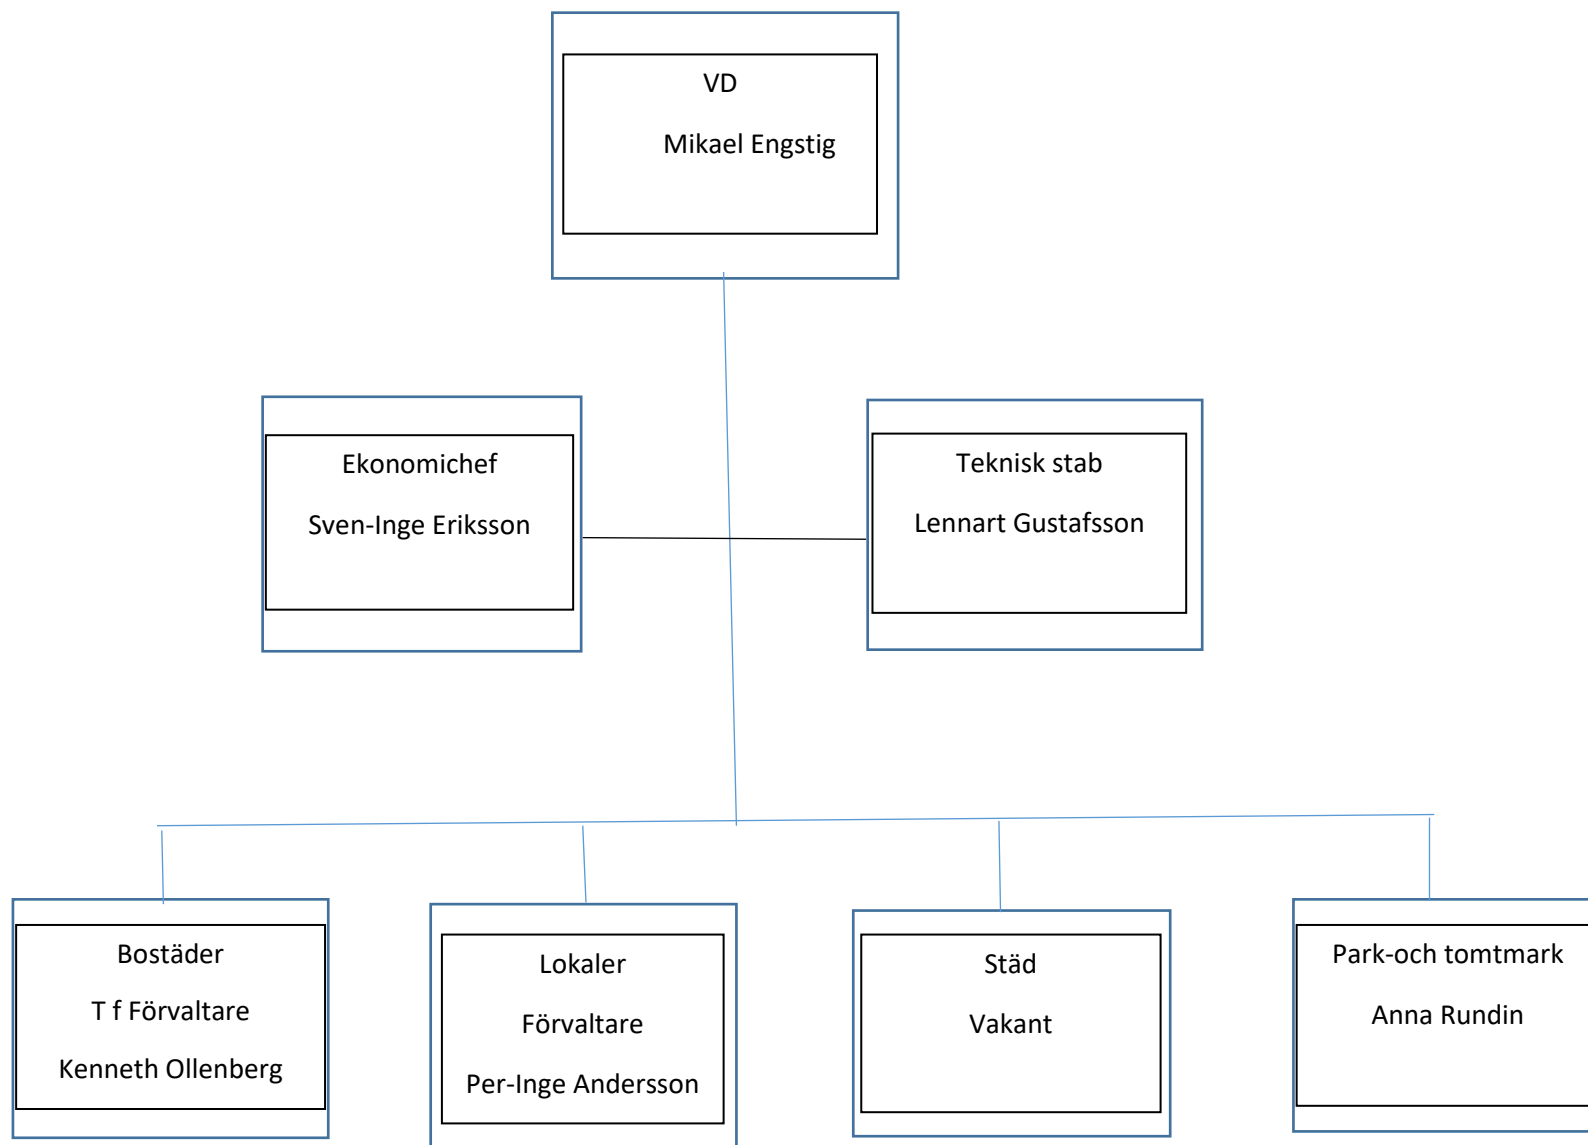 VD
Mikael Engstig
Ekonomichef
Sven-Inge Eriksson
Teknisk stab
Lennart Gustafsson
Bostäder
T f Förvaltare
Kenneth Ollenberg
Lokaler
Förvaltare
Per-Inge Andersson
Städ
Vakant
Park-och tomtmark
Anna Rundin